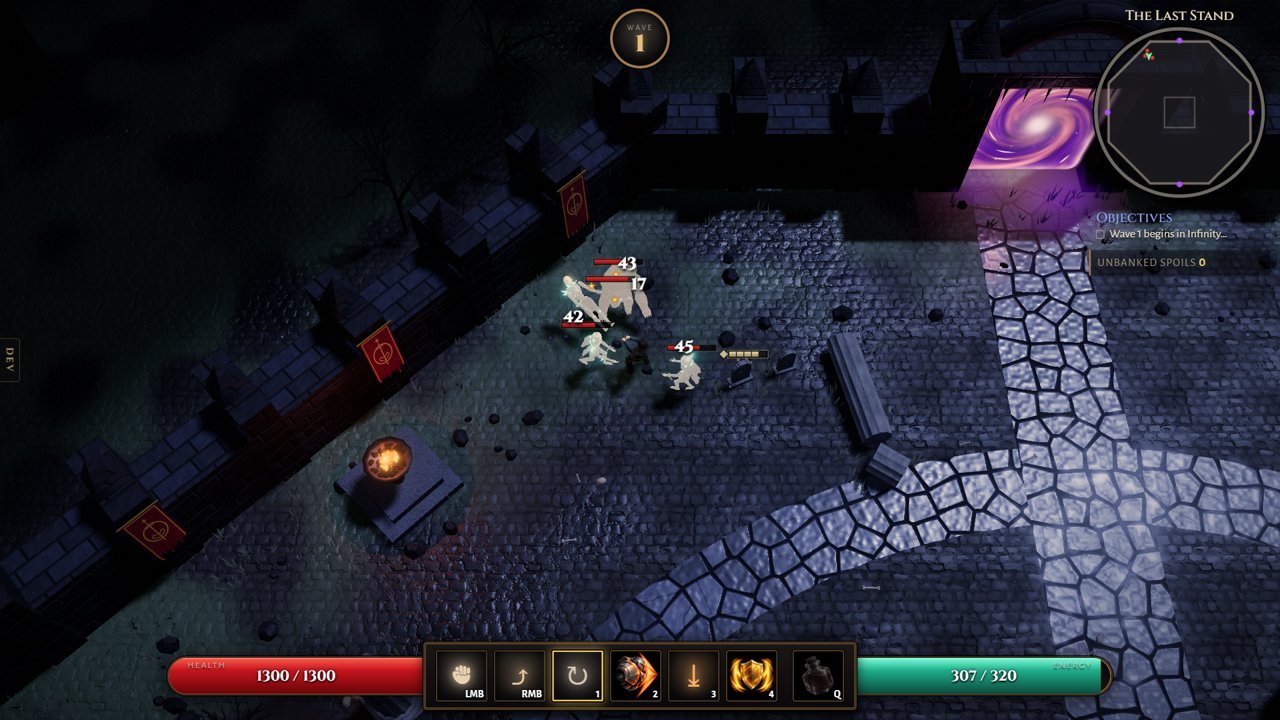 WAVE
1
THE LAST STAND
OBJECTIVES
Wave 1 begins in Infinity...
UNBANKED SPOILS 0
43
17
42
45
DEV
HEALTH
1300 / 1300
LMB
RMB
1
2
3
4
Q
ENERGY
307 / 320